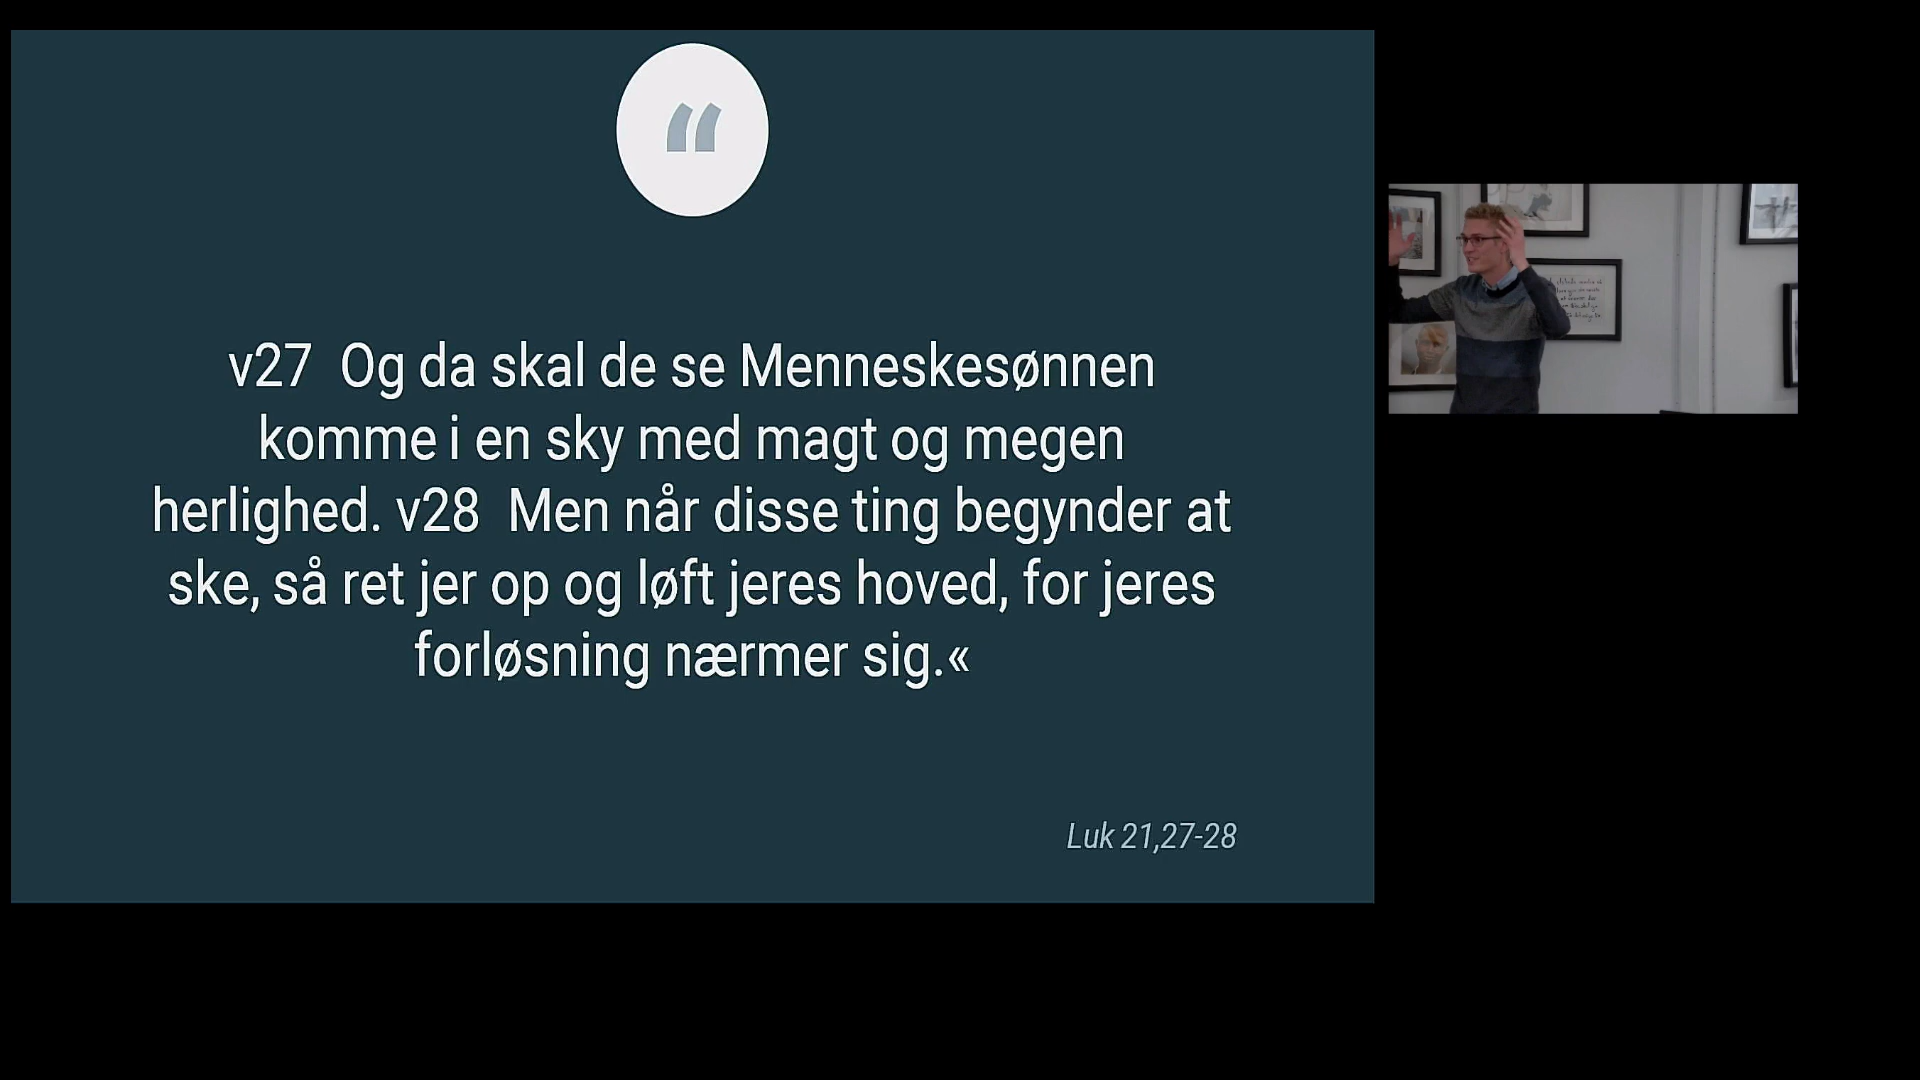 “
v27 Og da skal de se Menneskesønnen
komme i en sky med magt og megen
herlighed. v28 Men når disse ting begynder at
ske, så ret jer op og løft jeres hoved, for jeres
forløsning nærmer sig.«
Luk 21,27-28